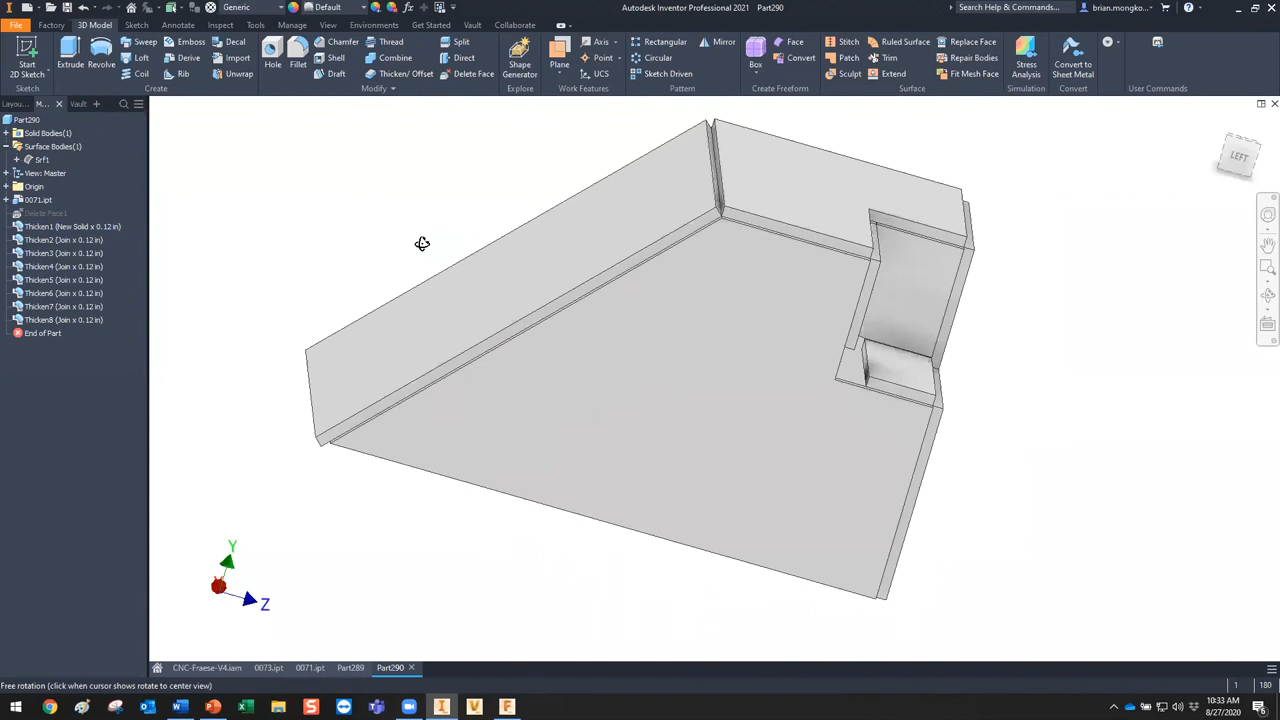 Generic
Default
Autodesk Inventor Professional 2021 Part290
Search Help & Commands...
brian.mongko...
File
Factory
3D Model
Sketch
Annotate
Inspect
Tools
Manage
View
Environments
Get Started
Vault
Collaborate
Start
2D Sketch
Extrude
Revolve
Sweep
Emboss
Decal
Loft
Derive
Import
Coil
Rib
Unwrap
Hole
Fillet
Chamfer
Thread
Split
Shell
Combine
Direct
Draft
Thicken/ Offset
Delete Face
Shape
Generator
Plane
Axis
Point
UCS
Rectangular
Mirror
Circular
Sketch Driven
Box
Face
Convert
Stitch
Ruled Surface
Replace Face
Patch
Trim
Repair Bodies
Sculpt
Extend
Fit Mesh Face
Stress
Analysis
Convert to
Sheet Metal
Sketch
Create
Modify
Explore
Work Features
Pattern
Create Freeform
Surface
Simulation
Convert
User Commands
Layou...
M...
Vault
Part290
Solid Bodies(1)
Surface Bodies(1)
Srf1
View: Master
Origin
0071.ipt
Delete Face1
Thicken1 (New Solid x 0.12 in)
Thicken2 (Join x 0.12 in)
Thicken3 (Join x 0.12 in)
Thicken4 (Join x 0.12 in)
Thicken5 (Join x 0.12 in)
Thicken6 (Join x 0.12 in)
Thicken7 (Join x 0.12 in)
Thicken8 (Join x 0.12 in)
End of Part
LEFT
Y
Z
CNC-Fraese-V4.iam
0073.ipt
0071.ipt
Part289
Part290
Free rotation (click when cursor shows rotate to center view)
1
180
10:33 AM
8/27/2020
6